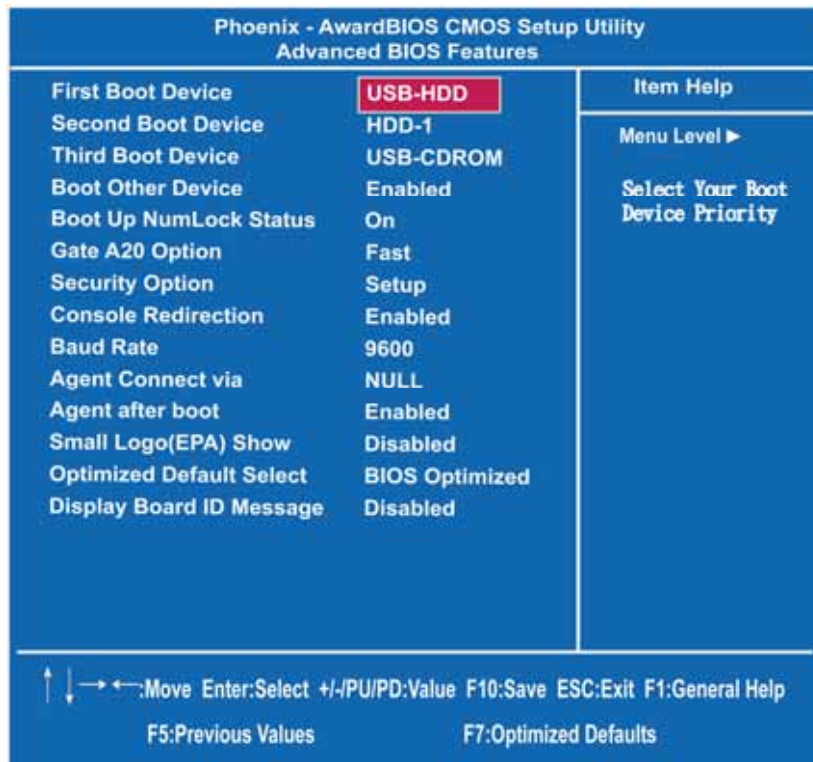 Phoenix - AwardBIOS CMOS Setup Utility
Advanced BIOS Features
First Boot Device USB-HDD
Second Boot Device HDD-1
Third Boot Device USB-CDROM
Boot Other Device Enabled
Boot Up NumLock Status On
Gate A20 Option Fast
Security Option Setup
Console Redirection Enabled
Baud Rate 9600
Agent Connect via NULL
Agent after boot Enabled
Small Logo(EPA) Show Disabled
Optimized Default Select BIOS Optimized
Display Board ID Message Disabled
Item Help
Menu Level ►
Select Your Boot
Device Priority
↑ ↓ → ←:Move Enter:Select +/-/PU/PD:Value F10:Save ESC:Exit F1:General Help
F5:Previous Values F7:Optimized Defaults